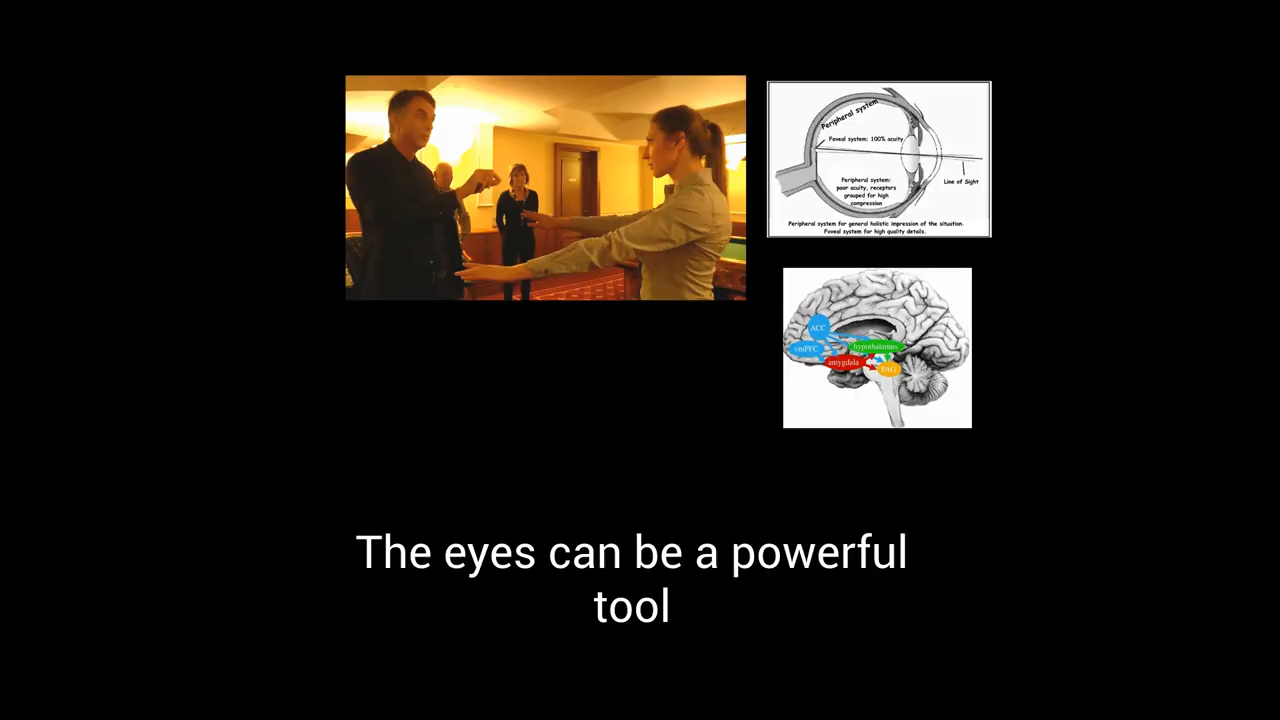 Peripheral system
Foveal system: 100% acuity
Line of Sight
Peripheral system:
poor acuity, receptors
grouped for high
compression
Peripheral system for general holistic impression of the situation.
Foveal system for high quality details.
ACC
vmPFC
hypothalamus
amygdala
PAG
The eyes can be a powerful
tool